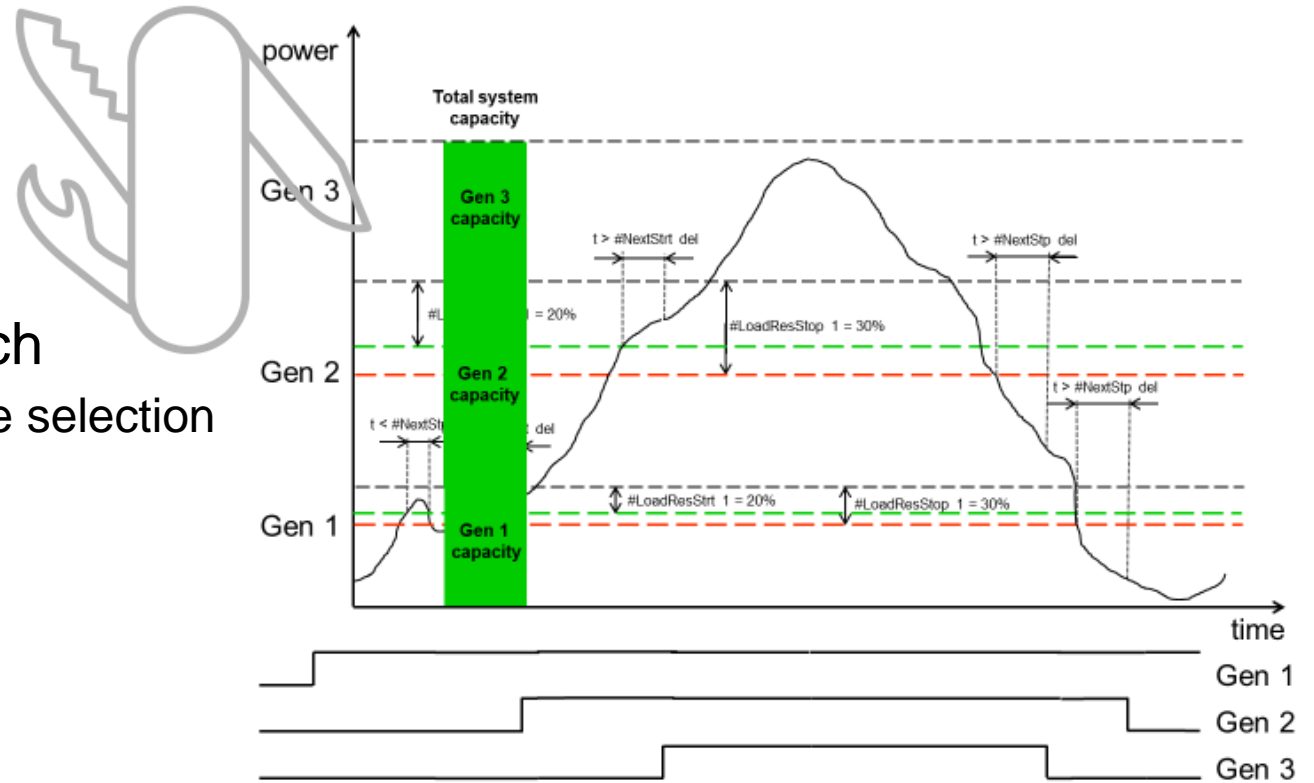 power
Total system
capacity
Gen 3
Gen 3
capacity
t > #NextStrt del
t > #NextStp del
#L 1 = 20%
#LoadResStop 1 = 30%
ch
Gen 2
Gen 2
capacity
e selection
t > #NextStp del
t < #NextSt del
#LoadResStrt 1 = 20%
#LoadResStop 1 = 30%
Gen 1
Gen 1
capacity
time
Gen 1
Gen 2
Gen 3